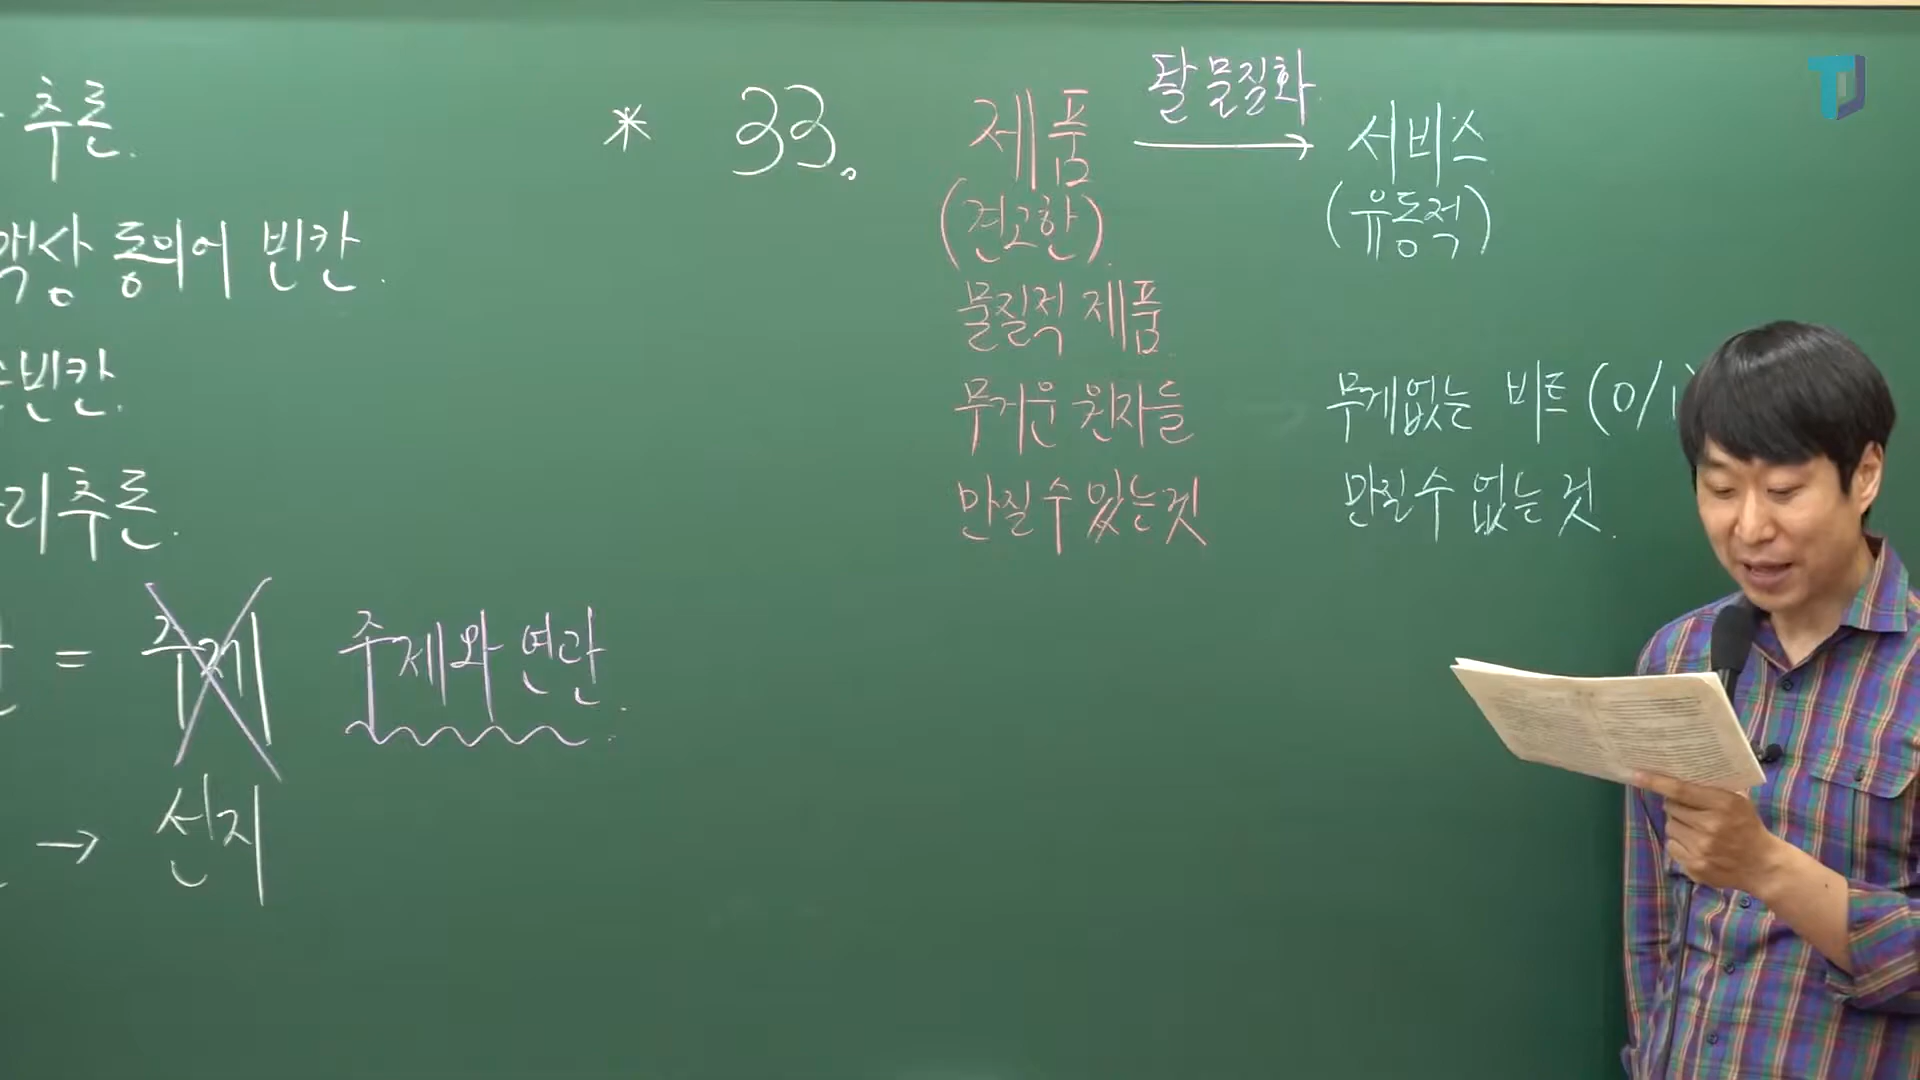 추론.
맥상 동의어 빈칸.
빈칸.
리추론.
= 주제 주제와 연관.
→ 선지
* 33. 제품 탈물질화 → 서비스
(견고한). (유동적)
물질적 제품
무거운 원자들 → 무게없는 비트 (0/1
만질 수 있는 것 만질 수 없는 것.
TJ